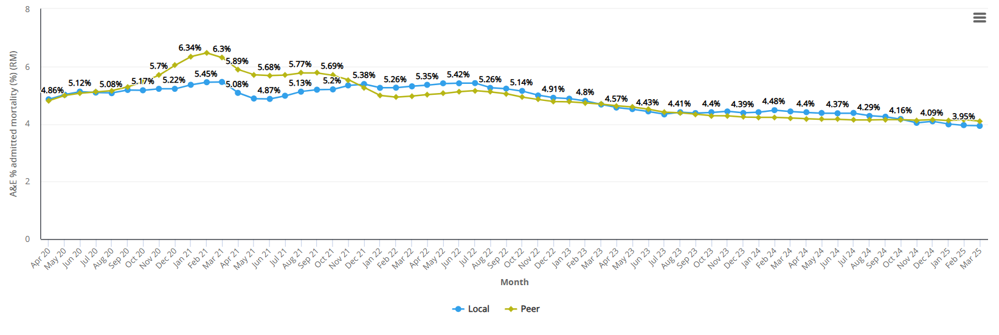 8
6
4
2
0
A&E % admitted mortality (%) (RM)
6.34% 6.3%
5.7% 5.89% 5.68% 5.77% 5.69%
4.86% 5.12% 5.08% 5.17% 5.22% 5.45% 5.08% 4.87% 5.13% 5.2% 5.38% 5.26% 5.35% 5.42% 5.26% 5.14% 4.91% 4.8% 4.57% 4.43% 4.41% 4.4% 4.39% 4.48% 4.4% 4.37% 4.29% 4.16% 4.09% 3.95%
Apr 20 May 20 Jun 20 Jul 20 Aug 20 Sep 20 Oct 20 Nov 20 Dec 20 Jan 21 Feb 21 Mar 21 Apr 21 May 21 Jun 21 Jul 21 Aug 21 Sep 21 Oct 21 Nov 21 Dec 21 Jan 22 Feb 22 Mar 22 Apr 22 May 22 Jun 22 Jul 22 Aug 22 Sep 22 Oct 22 Nov 22 Dec 22 Jan 23 Feb 23 Mar 23 Apr 23 May 23 Jun 23 Jul 23 Aug 23 Sep 23 Oct 23 Nov 23 Dec 23 Jan 24 Feb 24 Mar 24 Apr 24 May 24 Jun 24 Jul 24 Aug 24 Sep 24 Oct 24 Nov 24 Dec 24 Jan 25 Feb 25 Mar 25
Month
Local Peer